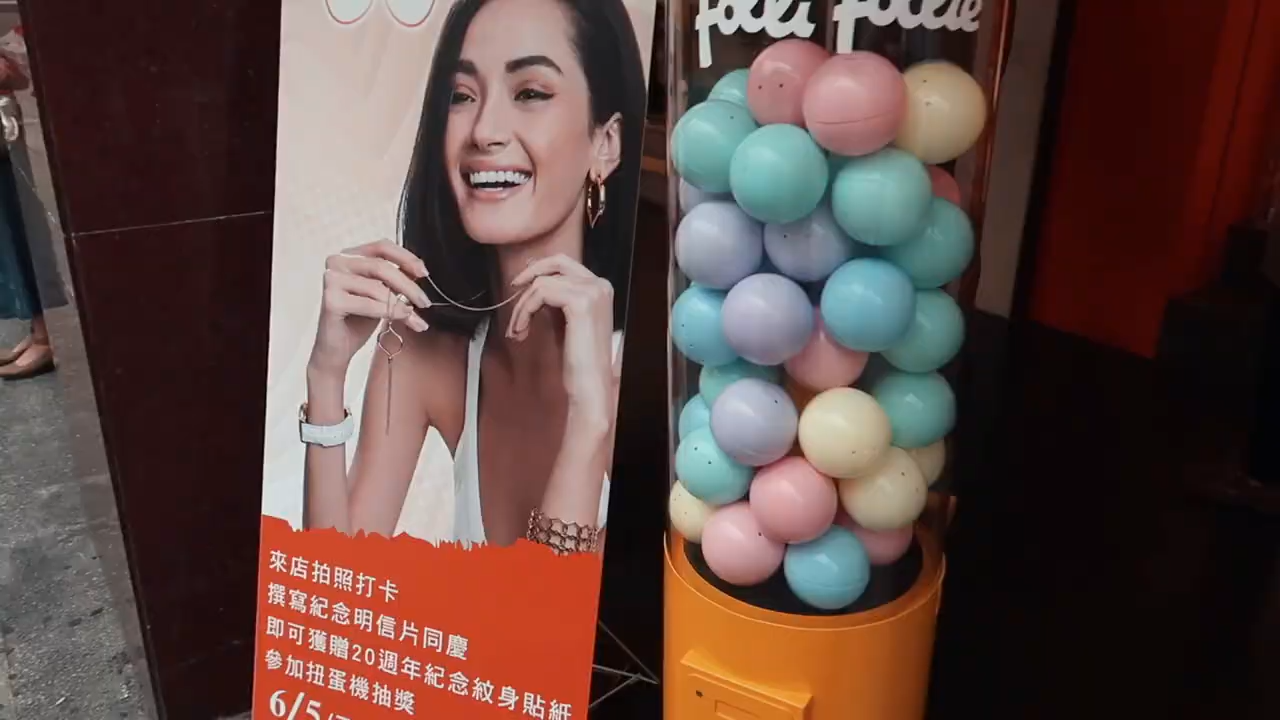 folli follie
來店拍照打卡
撰寫紀念明信片同慶
即可獲贈20週年紀念紋身貼紙
參加扭蛋機抽獎
6/5